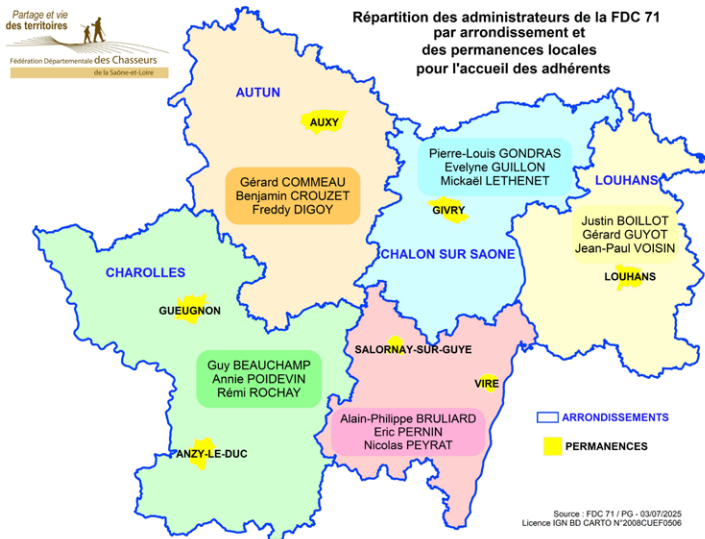 Partage et vie
des territoires
Fédération Départementale des Chasseurs
de la Saône-et-Loire
Répartition des administrateurs de la FDC 71
par arrondissement et
des permanences locales
pour l'accueil des adhérents
AUTUN
AUXY
Gérard COMMEAU
Benjamin CROUZET
Freddy DIGOY
Pierre-Louis GONDRAS
Evelyne GUILLON
Mickaël LETHENET
GIVRY
CHALON SUR SAONE
LOUHANS
Justin BOILLOT
Gérard GUYOT
Jean-Paul VOISIN
LOUHANS
CHAROLLES
GUEUGNON
Guy BEAUCHAMP
Annie POIDEVIN
Rémi ROCHAY
ANZY-LE-DUC
SALORNAY-SUR-GUYE
VIRE
Alain-Philippe BRULIARD
Eric PERNIN
Nicolas PEYRAT
ARRONDISSEMENTS
PERMANENCES
Source : FDC 71 / PG - 03/07/2025
Licence IGN BD CARTO N°2008CUEF0506